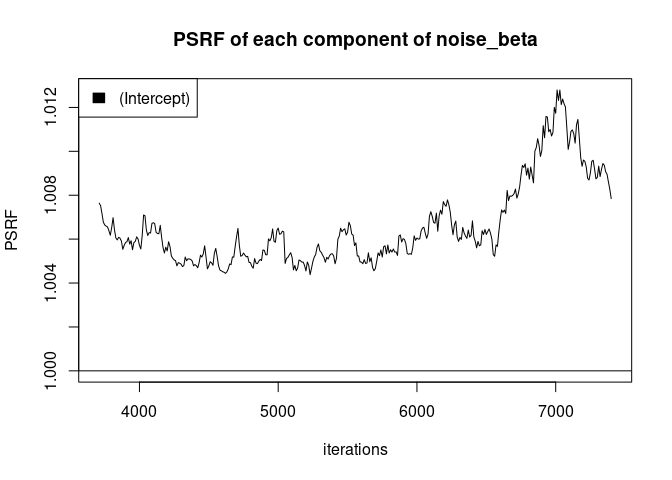 PSRF of each component of noise_beta
(Intercept)
PSRF
1.012
1.008
1.004
1.000
4000 5000 6000 7000
iterations